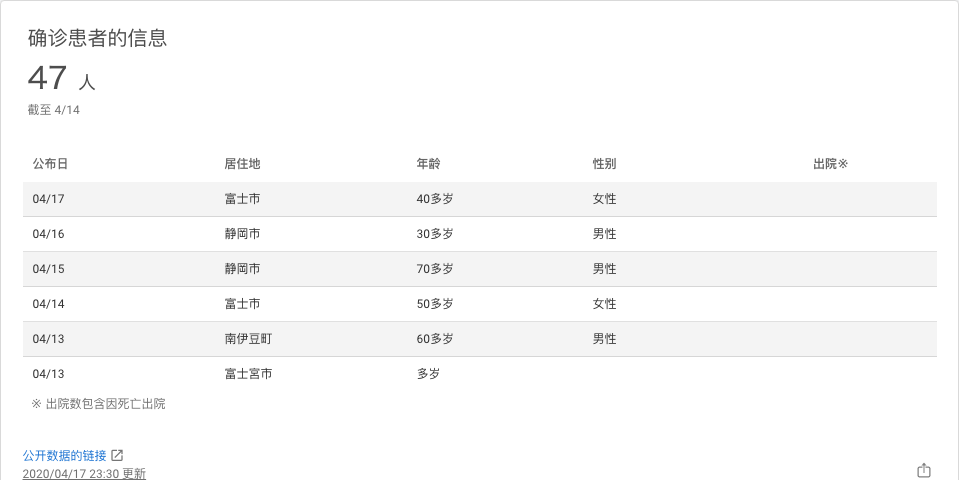 确诊患者的信息
47 人
截至 4/14
公布日 居住地 年龄 性别 出院※
04/17 富士市 40多岁 女性
04/16 静岡市 30多岁 男性
04/15 静岡市 70多岁 男性
04/14 富士市 50多岁 女性
04/13 南伊豆町 60多岁 男性
04/13 富士宮市 多岁
※ 出院数包含因死亡出院
公开数据的链接
2020/04/17 23:30 更新